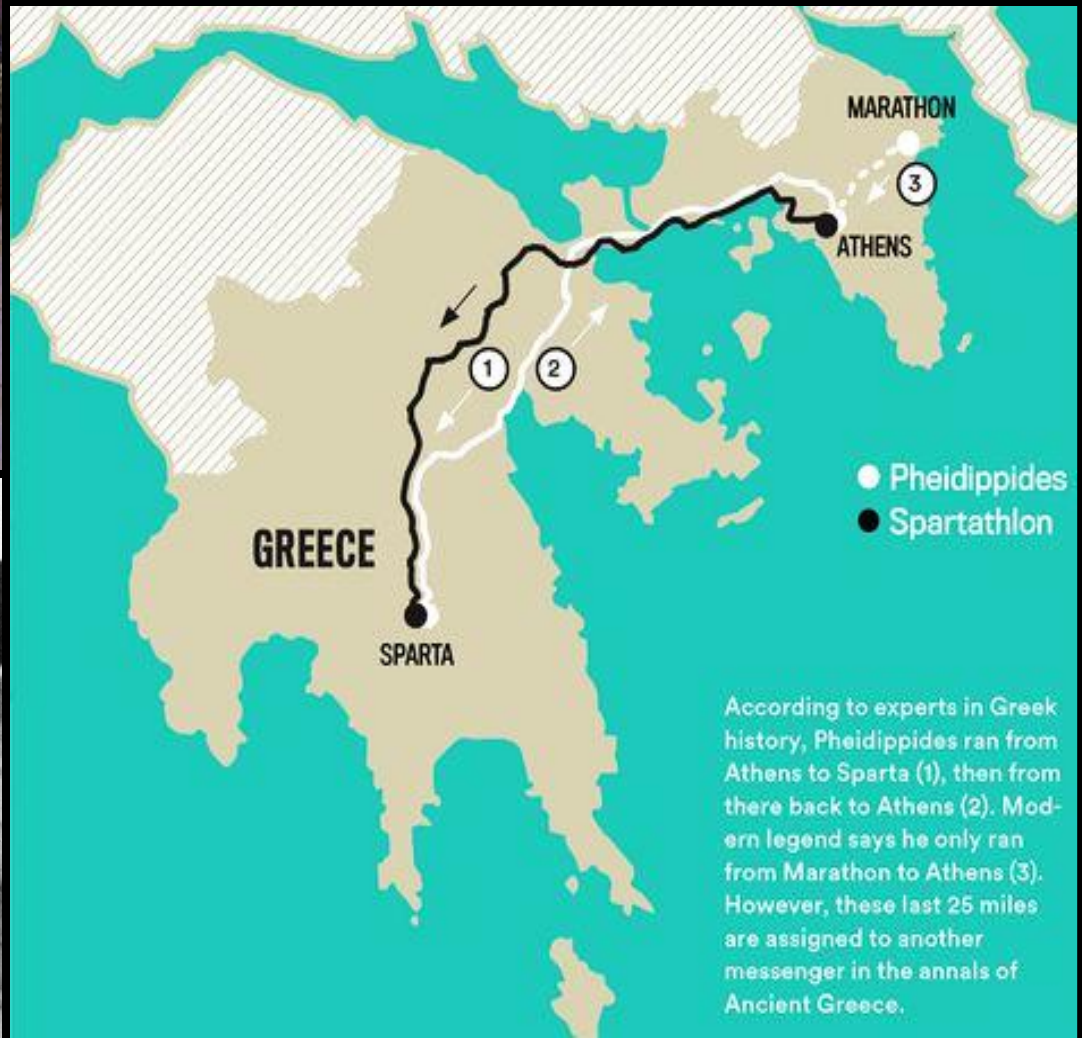 MARATHON
3
ATHENS
1
2
Pheidippides
Spartathlon
GREECE
SPARTA
According to experts in Greek
history, Pheidippides ran from
Athens to Sparta (1), then from
there back to Athens (2). Mod-
ern legend says he only ran
from Marathon to Athens (3).
However, these last 25 miles
are assigned to another
messenger in the annals of
Ancient Greece.